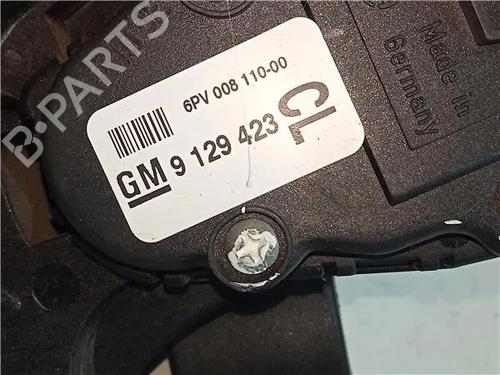 B-PARTS
6PV 008 110-00
GM 9 129 423 CL
Made in
Germany